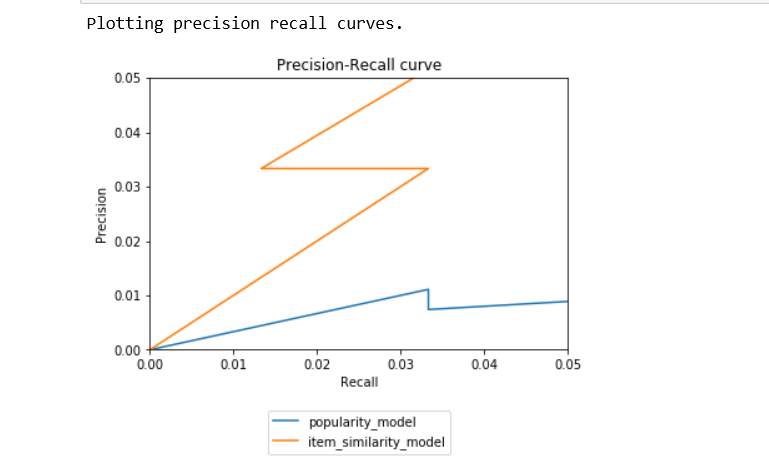 Plotting precision recall curves.
Precision-Recall curve
0.05
0.04
0.03
0.02
0.01
0.00
Precision
0.00 0.01 0.02 0.03 0.04 0.05
Recall
popularity_model
item_similarity_model